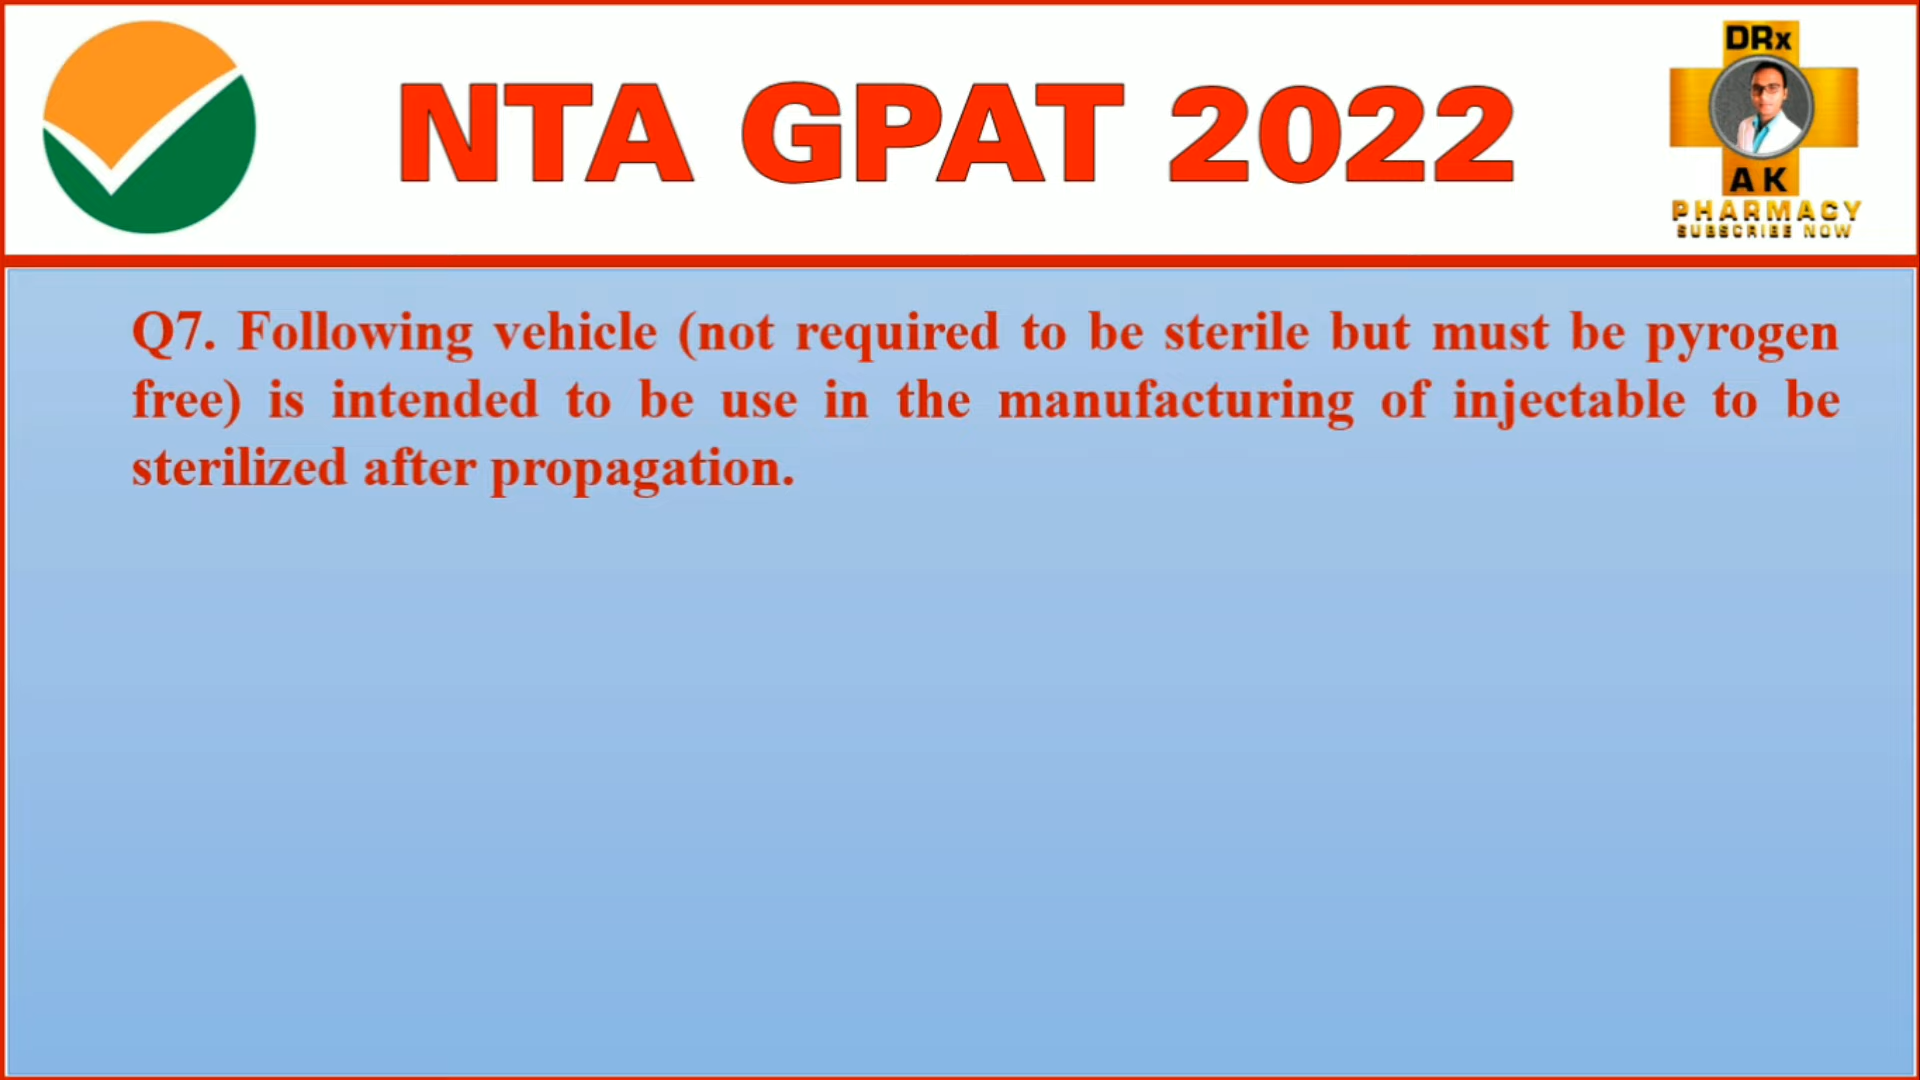 NTA GPAT 2022
DRx
AK
PHARMACY
SUBSCRIBE NOW
Q7. Following vehicle (not required to be sterile but must be pyrogen
free) is intended to be use in the manufacturing of injectable to be
sterilized after propagation.